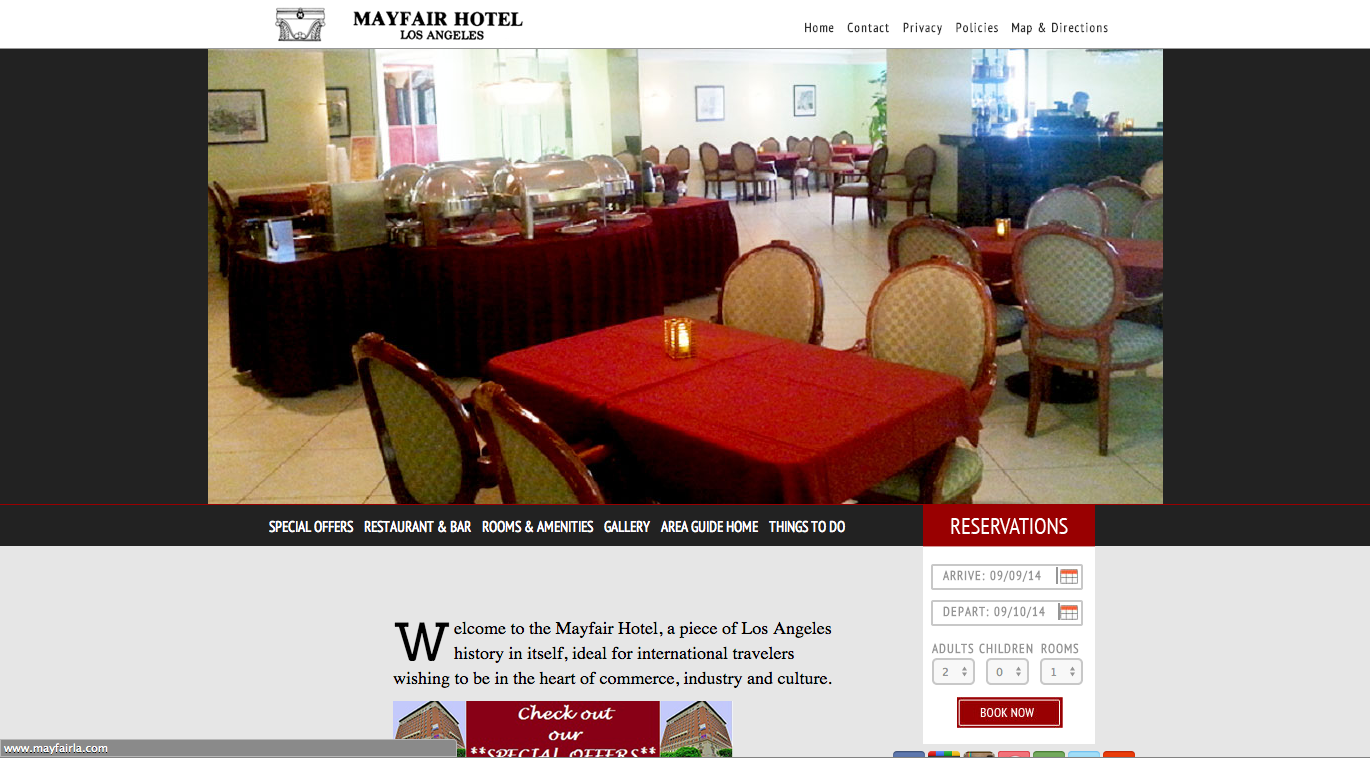 MAYFAIR HOTEL
LOS ANGELES
Home Contact Privacy Policies Map & Directions
SPECIAL OFFERS RESTAURANT & BAR ROOMS & AMENITIES GALLERY AREA GUIDE HOME THINGS TO DO
RESERVATIONS
ARRIVE: 09/09/14
DEPART: 09/10/14
ADULTS CHILDREN ROOMS
2 0 1
BOOK NOW
Welcome to the Mayfair Hotel, a piece of Los Angeles
history in itself, ideal for international travelers
wishing to be in the heart of commerce, industry and culture.
Check out
our
**SPECIAL OFFERS**
www.mayfairla.com